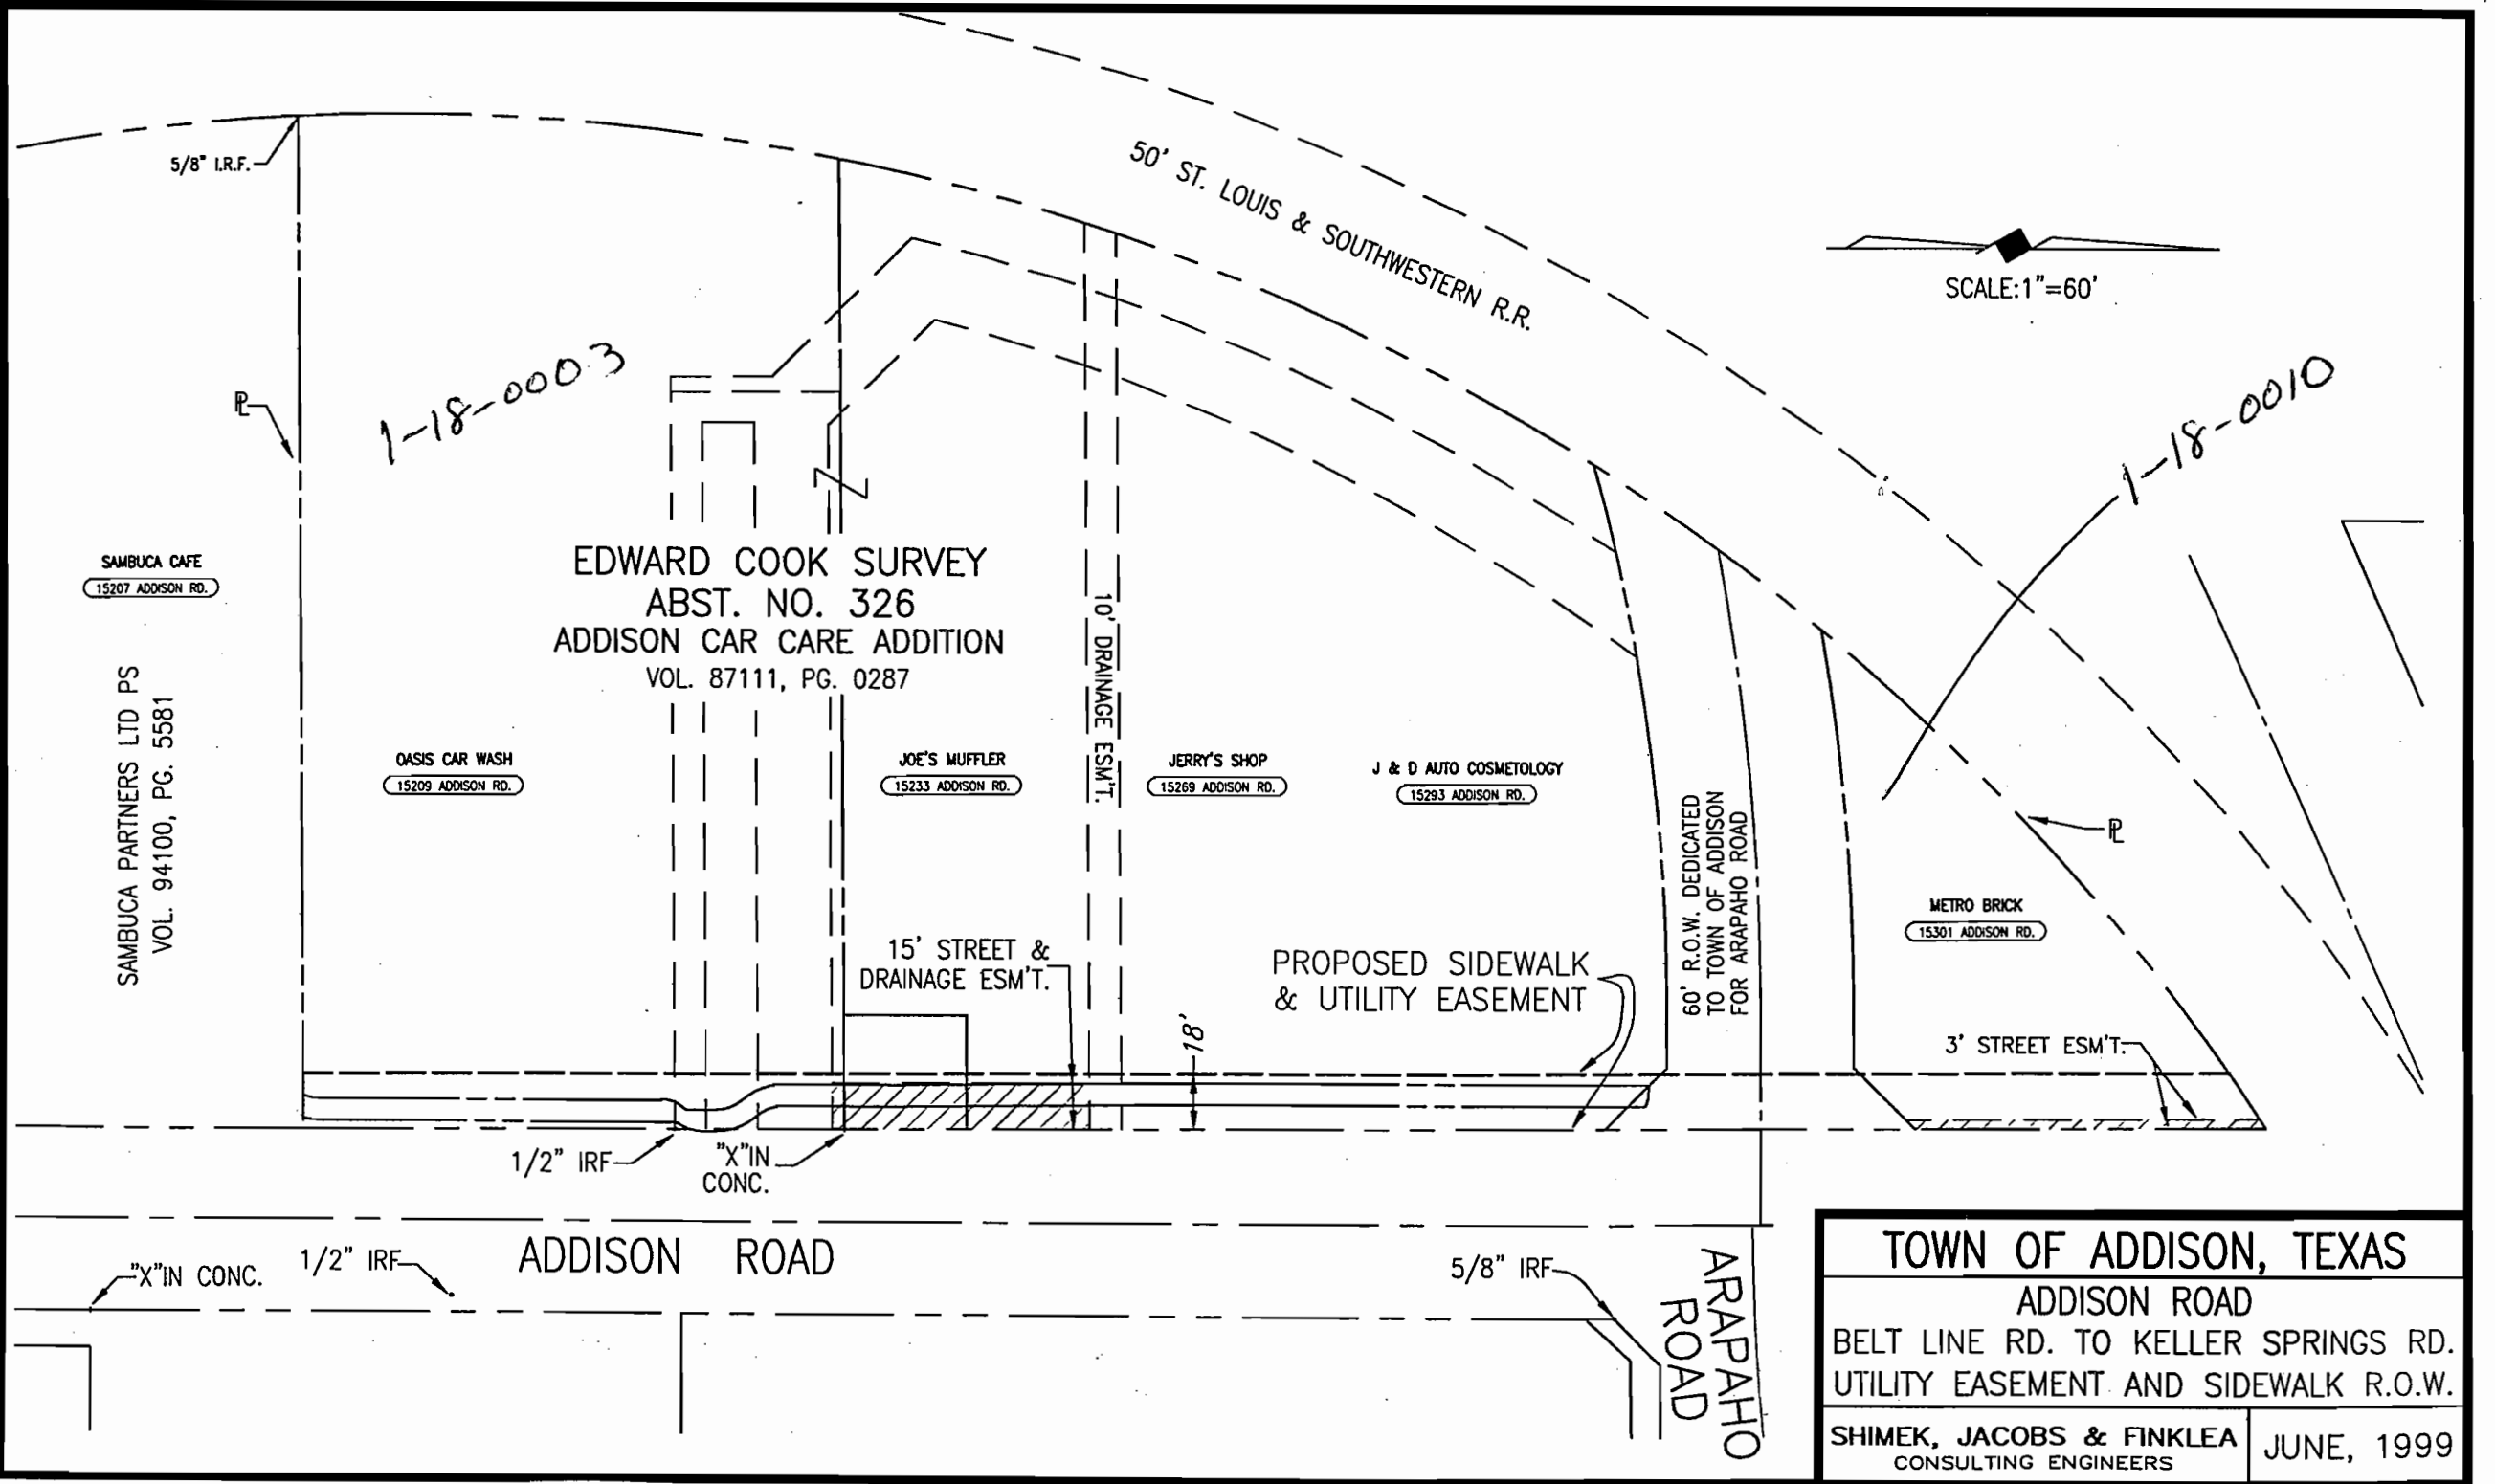 5/8" I.R.F.
50' ST. LOUIS & SOUTHWESTERN R.R.
SCALE:1"=60'
1-18-0003
1-18-0010
PL
SAMBUCA CAFE
15207 ADDISON RD.
SAMBUCA PARTNERS LTD PS
VOL. 94100, PG. 5581
EDWARD COOK SURVEY
ABST. NO. 326
ADDISON CAR CARE ADDITION
VOL. 87111, PG. 0287
10' DRAINAGE ESM'T.
OASIS CAR WASH
15209 ADDISON RD.
JOE'S MUFFLER
15233 ADDISON RD.
JERRY'S SHOP
15269 ADDISON RD.
J & D AUTO COSMETOLOGY
15293 ADDISON RD.
60' R.O.W. DEDICATED
TO TOWN OF ADDISON
FOR ARAPAHO ROAD
PL
METRO BRICK
15301 ADDISON RD.
15' STREET &
DRAINAGE ESM'T.
PROPOSED SIDEWALK
& UTILITY EASEMENT
18'
3' STREET ESM'T.
1/2" IRF
"X"IN
CONC.
"X"IN CONC.
1/2" IRF
ADDISON ROAD
5/8" IRF
ARAPAHO
ROAD
TOWN OF ADDISON, TEXAS
ADDISON ROAD
BELT LINE RD. TO KELLER SPRINGS RD.
UTILITY EASEMENT AND SIDEWALK R.O.W.
SHIMEK, JACOBS & FINKLEA
CONSULTING ENGINEERS
JUNE, 1999